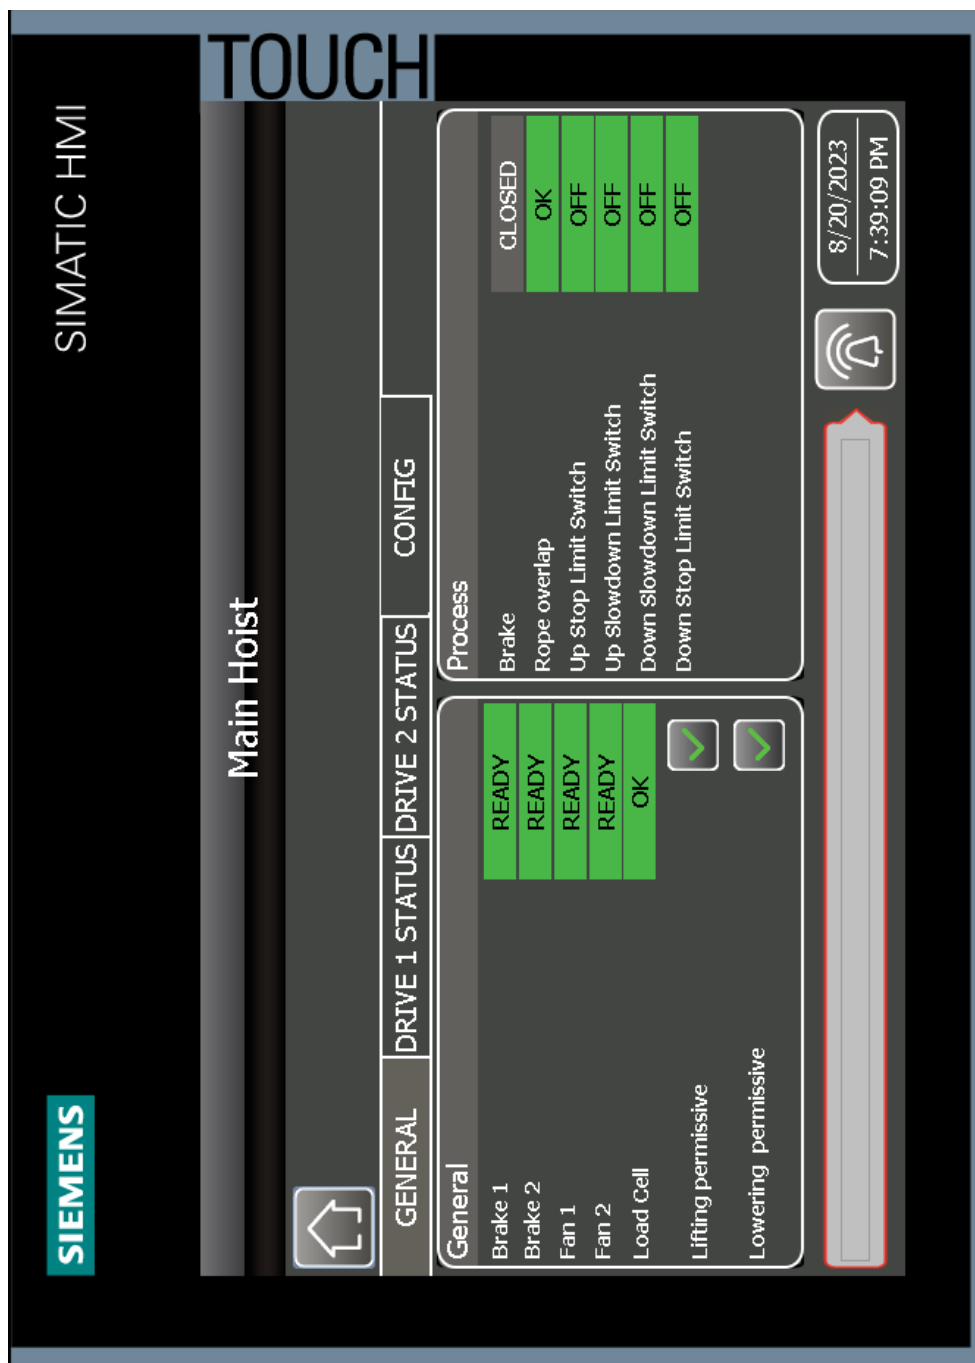 SIEMENS
SIMATIC HMI
TOUCH
Main Hoist
GENERAL
DRIVE 1 STATUS
DRIVE 2 STATUS
CONFIG
General
Brake 1 READY
Brake 2 READY
Fan 1 READY
Fan 2 READY
Load Cell OK
Lifting permissive
Lowering permissive
Process
Brake CLOSED
Rope overlap OK
Up Stop Limit Switch OFF
Up Slowdown Limit Switch OFF
Down Slowdown Limit Switch OFF
Down Stop Limit Switch OFF
8/20/2023
7:39:09 PM